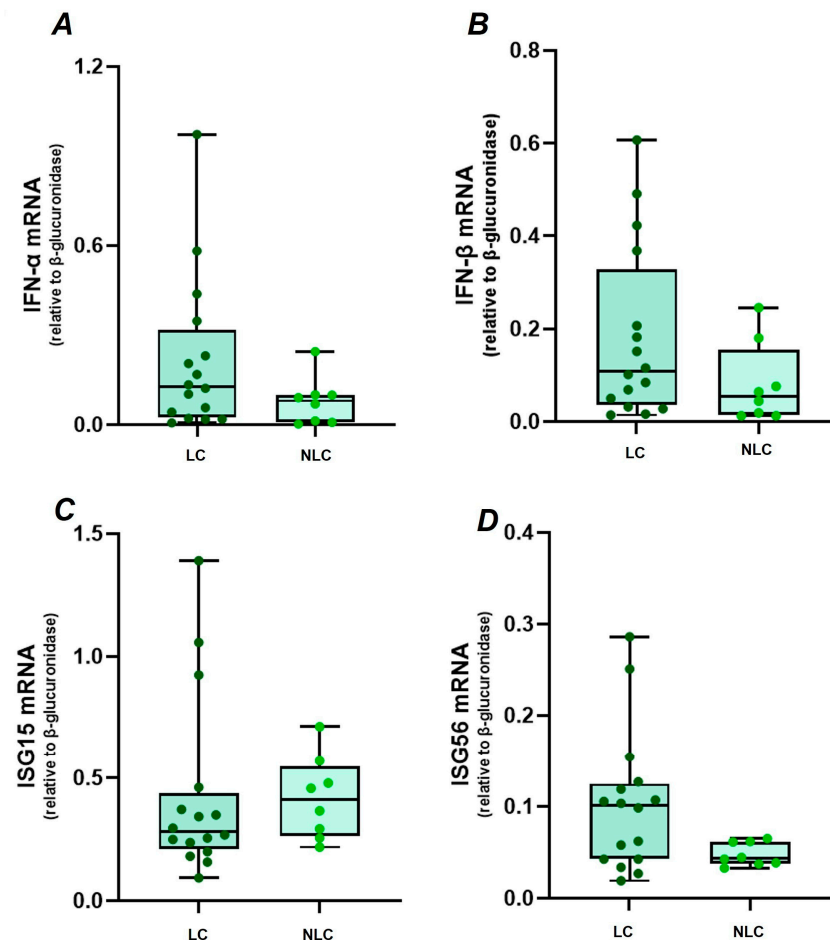 A
IFN-α mRNA
(relative to β-glucuronidase)
1.2
0.6
0.0
LC
NLC
B
IFN-β mRNA
(relative to β-glucuronidase)
0.8
0.6
0.4
0.2
0.0
LC
NLC
C
ISG15 mRNA
(relative to β-glucuronidase)
1.5
1.0
0.5
0.0
LC
NLC
D
ISG56 mRNA
(relative to β-glucuronidase)
0.4
0.3
0.2
0.1
0.0
LC
NLC